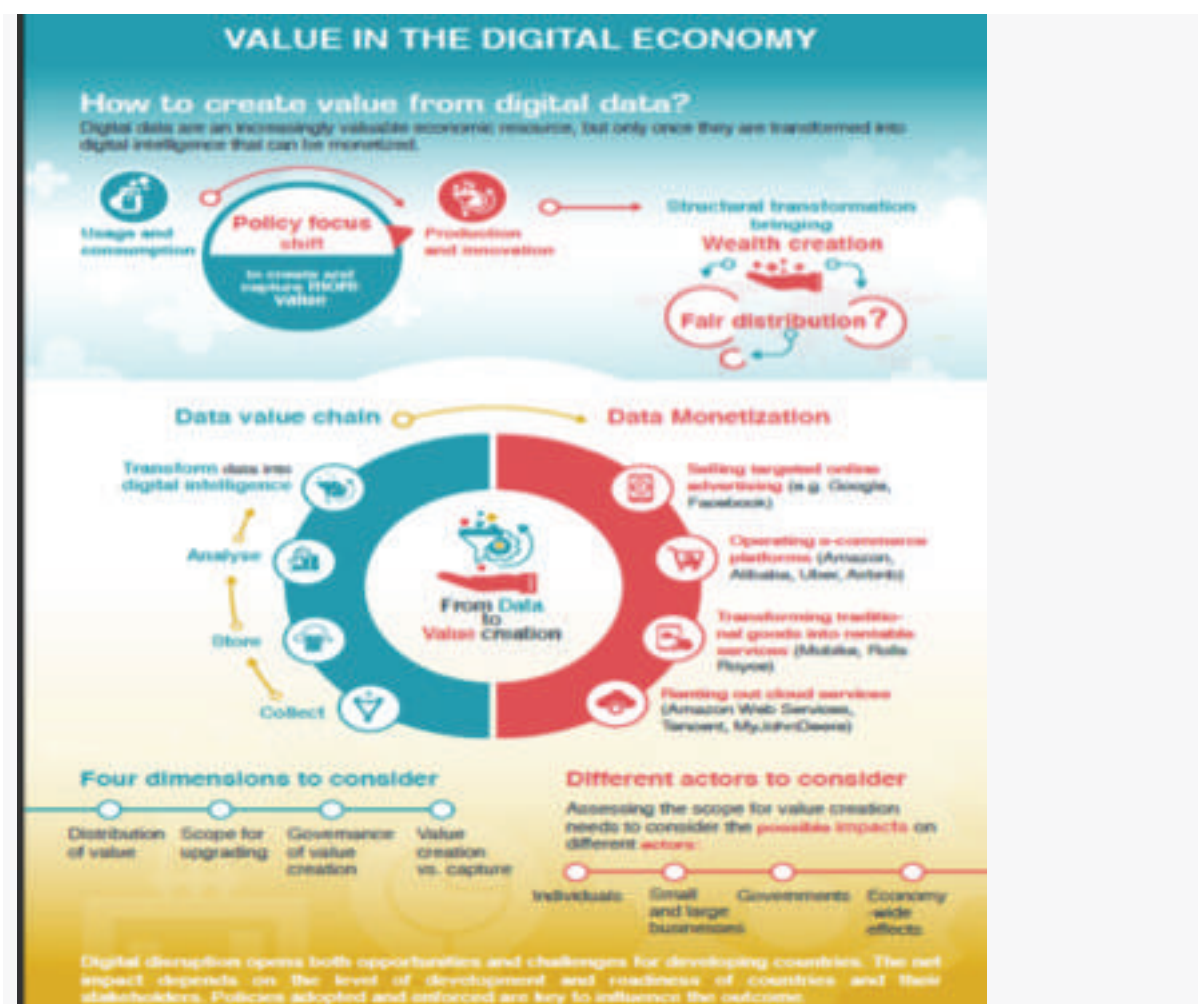 VALUE IN THE DIGITAL ECONOMY
How to create value from digital data?
Digital data are an increasingly valuable economic resource, but only once they are transformed into
digital intelligence that can be monetized.
Usage and
consumption
Policy focus
shift
to create and
capture more
value
Production
and innovation
Structural transformation
bringing
Wealth creation
Fair distribution?
Data value chain
Data Monetization
Transform data into
digital intelligence
Analyse
Store
Collect
From Data
to
Value creation
Selling targeted online
advertising (e.g. Google,
Facebook)
Operating e-commerce
platforms (Amazon,
Alibaba, Uber, Airbnb)
Transforming traditio-
nal goods into rentable
services (Mobike, Rolls
Royce)
Renting out cloud services
(Amazon Web Services,
Tencent, MyJohnDeere)
Four dimensions to consider
Distribution
of value
Scope for
upgrading
Governance
of value
creation
Value
creation
vs. capture
Different actors to consider
Assessing the scope for value creation
needs to consider the possible impacts on
different actors:
Individuals
Small
and large
businesses
Governments
Economy
-wide
effects
Digital disruption opens both opportunities and challenges for developing countries. The net
impact depends on the level of development and readiness of countries and their
stakeholders. Policies adopted and enforced are key to influence the outcome